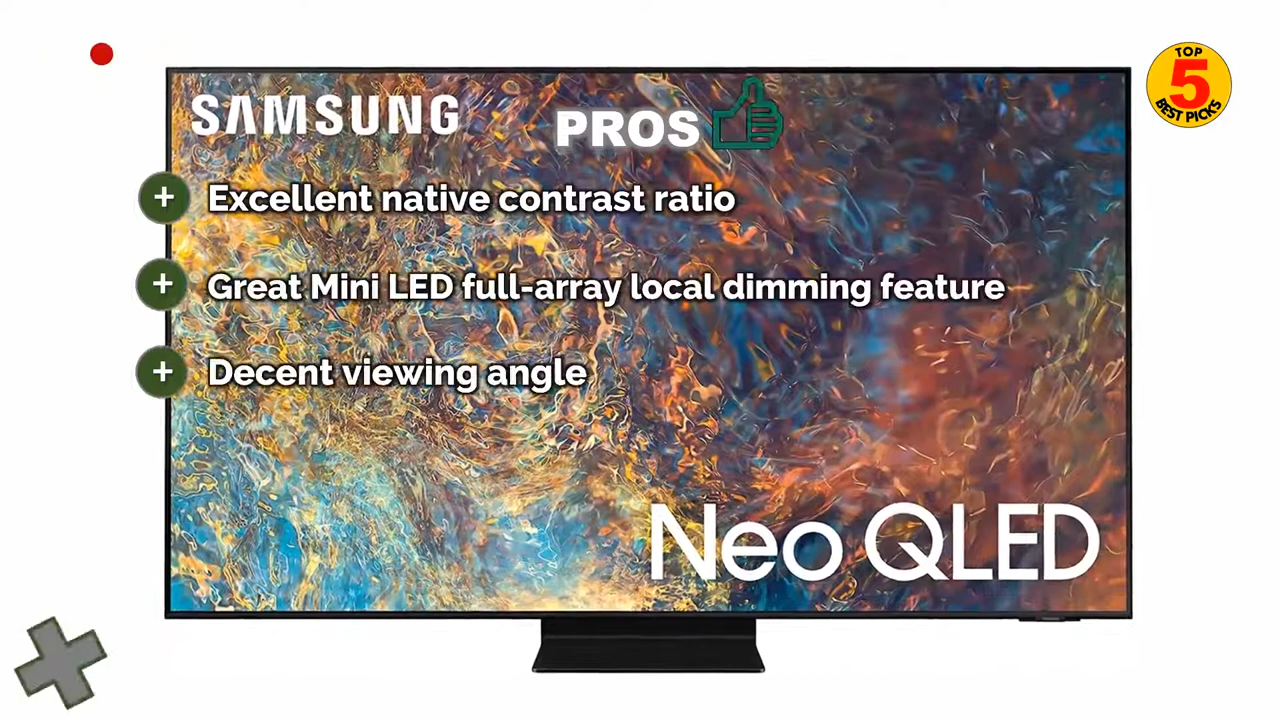 SAMSUNG
PROS
TOP
5
BEST PICKS
+ Excellent native contrast ratio
+ Great Mini LED full-array local dimming feature
+ Decent viewing angle
Neo QLED